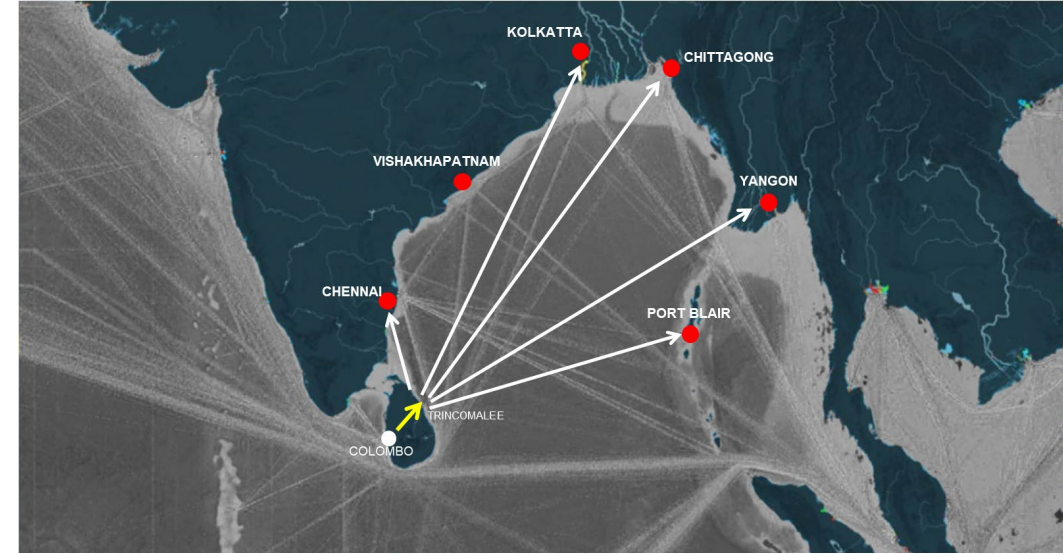 KOLKATTA
CHITTAGONG
VISHAKHAPATNAM
YANGON
CHENNAI
PORT BLAIR
TRINCOMALEE
COLOMBO